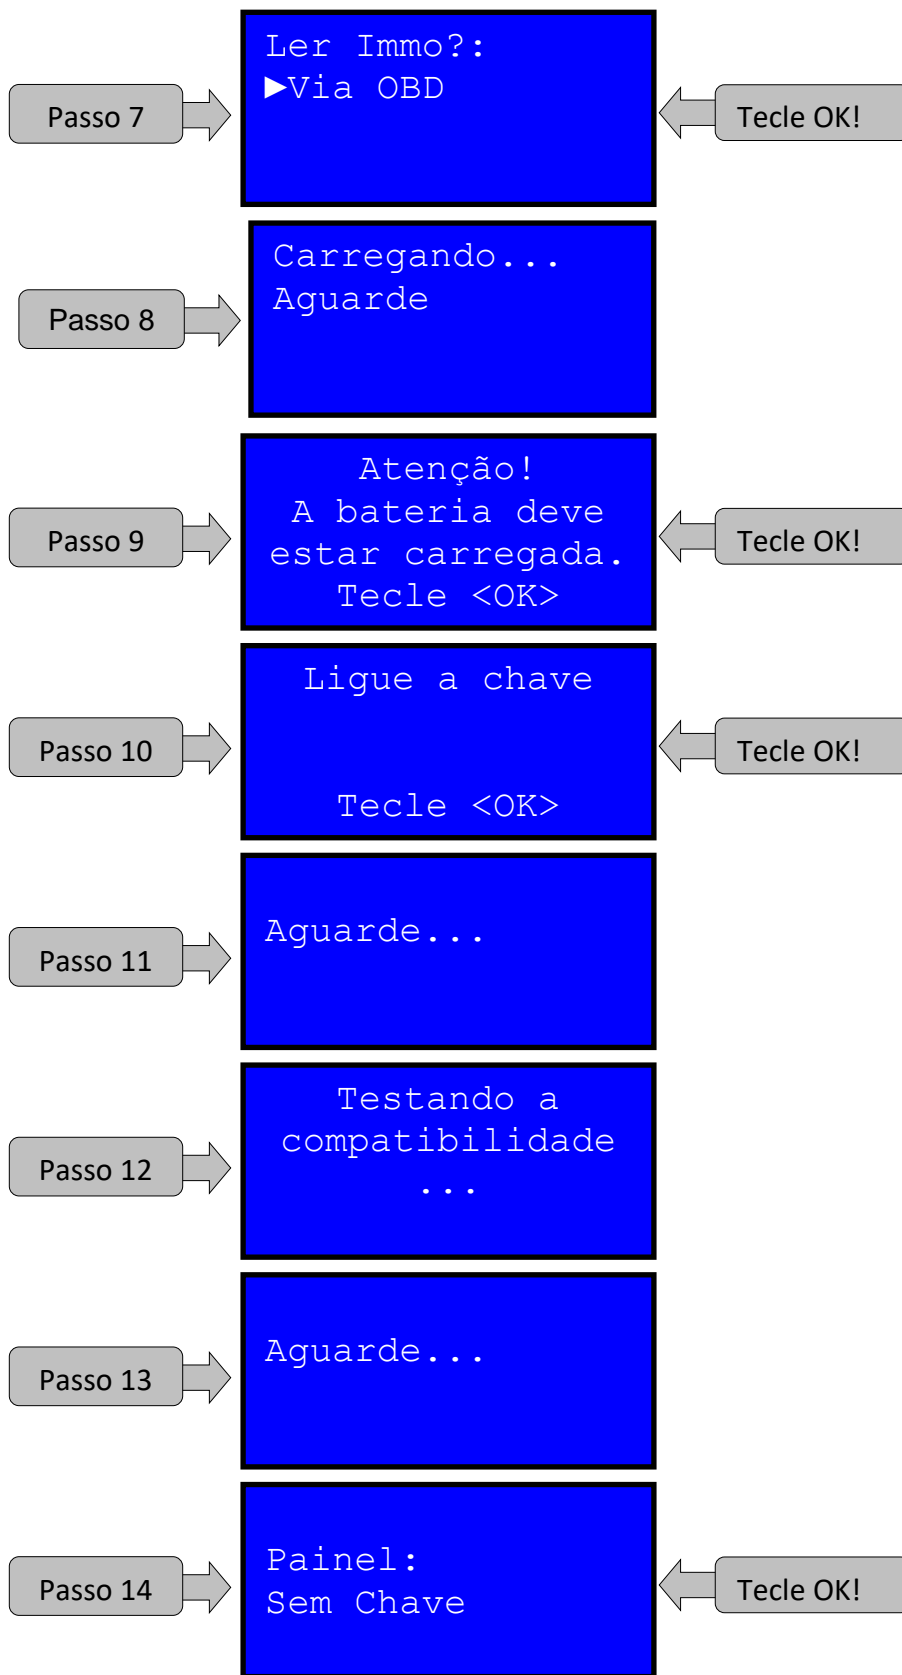 Ler Immo?:
►Via OBD
Passo 7
Tecle OK!
Carregando...
Aguarde
Passo 8
Atenção!
A bateria deve
estar carregada.
Tecle <OK>
Passo 9
Tecle OK!
Ligue a chave
Tecle <OK>
Passo 10
Tecle OK!
Aguarde...
Passo 11
Testando a
compatibilidade
...
Passo 12
Aguarde...
Passo 13
Painel:
Sem Chave
Passo 14
Tecle OK!